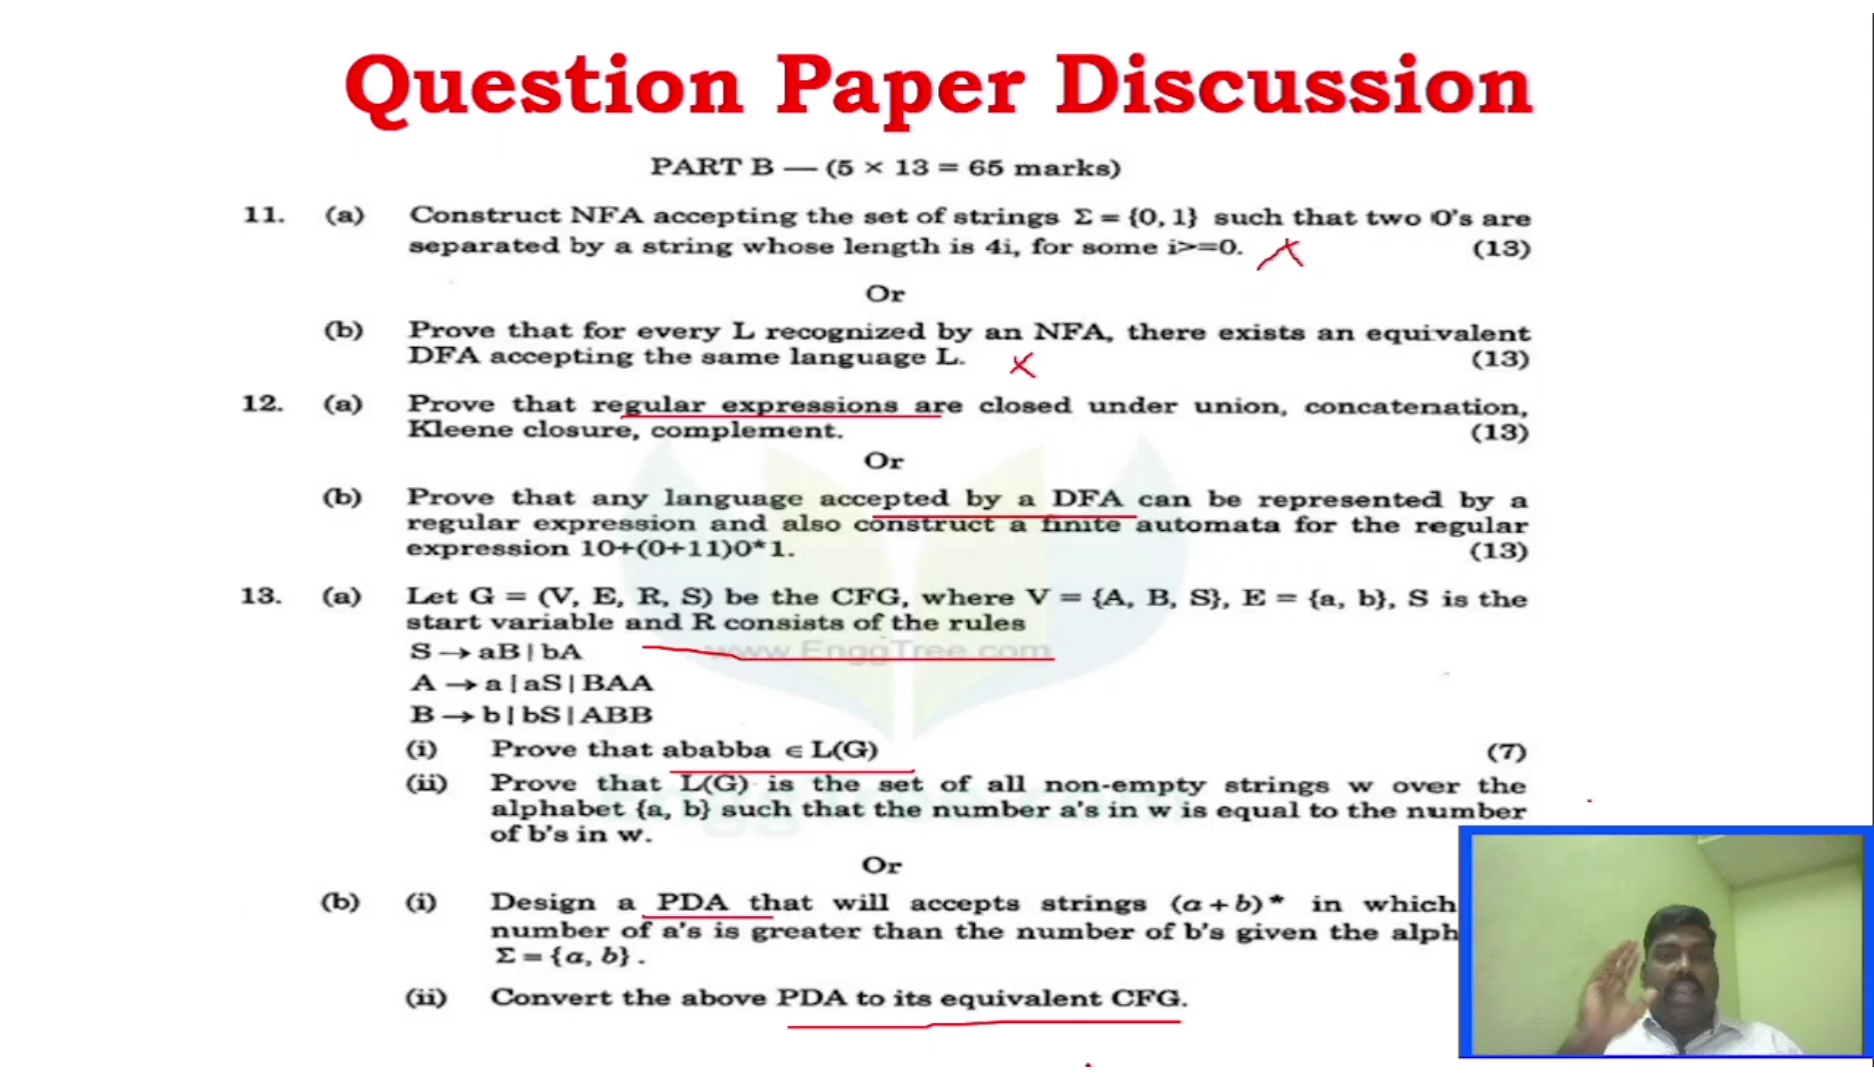 Question Paper Discussion
PART B — (5 × 13 = 65 marks)
11. (a) Construct NFA accepting the set of strings Σ = {0, 1} such that two 0's are
separated by a string whose length is 4i, for some i>=0. (13)
Or
(b) Prove that for every L recognized by an NFA, there exists an equivalent
DFA accepting the same language L. (13)
12. (a) Prove that regular expressions are closed under union, concatenation,
Kleene closure, complement. (13)
Or
(b) Prove that any language accepted by a DFA can be represented by a
regular expression and also construct a finite automata for the regular
expression 10+(0+11)0*1. (13)
13. (a) Let G = (V, E, R, S) be the CFG, where V = {A, B, S}, E = {a, b}, S is the
start variable and R consists of the rules
S → aB | bA
www.EnggTree.com
A → a | aS | BAA
B → b | bS | ABB
(i) Prove that ababba ∈ L(G) (7)
(ii) Prove that L(G) is the set of all non-empty strings w over the
alphabet {a, b} such that the number a's in w is equal to the number
of b's in w.
Or
(b) (i) Design a PDA that will accepts strings (a + b)* in which
number of a's is greater than the number of b's given the alph
Σ = {a, b}.
(ii) Convert the above PDA to its equivalent CFG.